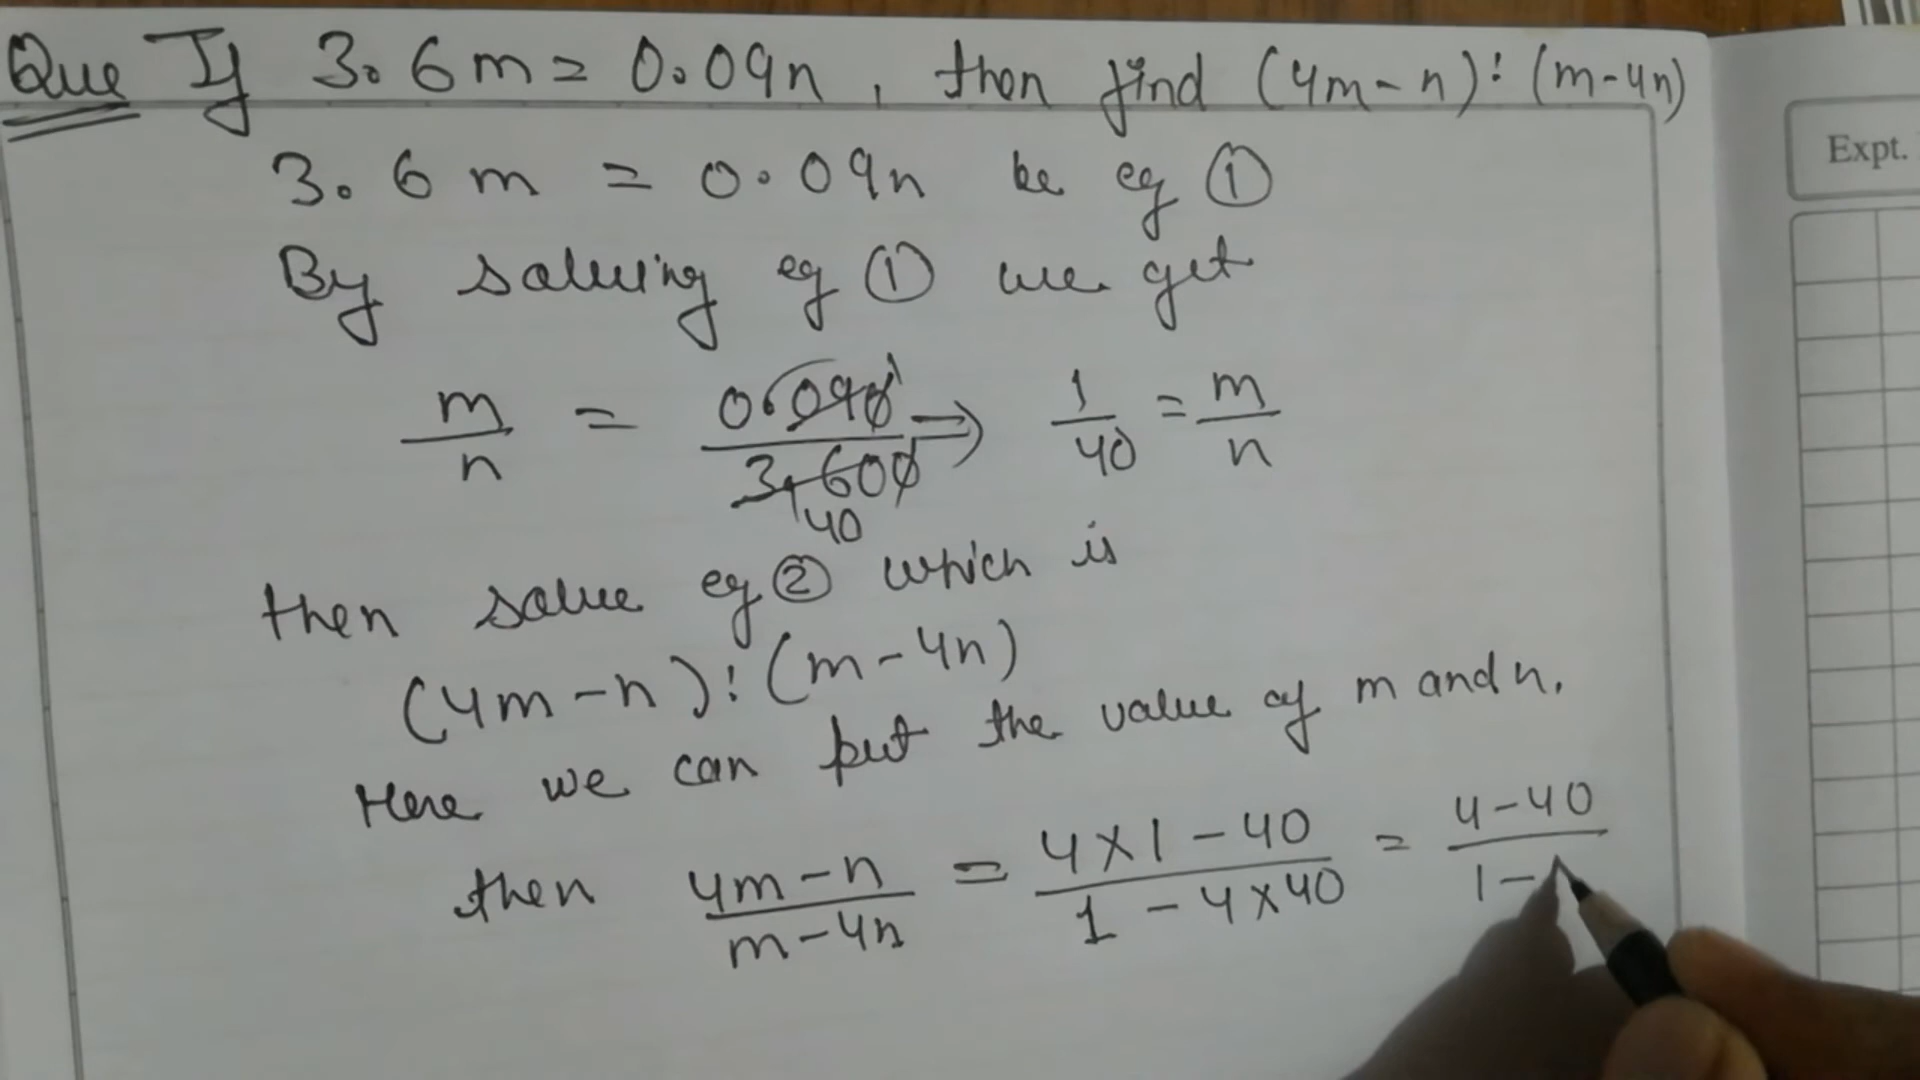 Que If 3.6m = 0.09n, then find (4m-n):(m-4n)
3.6m = 0.09n be eq ①
By solving eq ① we get
m/n = 0.090/3.600 ⇒ 1/40 = m/n
1
40
then solve eq ② which is
(4m-n):(m-4n)
Here we can put the value of m and n.
then 4m-n/m-4n = 4×1-40/1-4×40 = 4-40/1-
Expt.